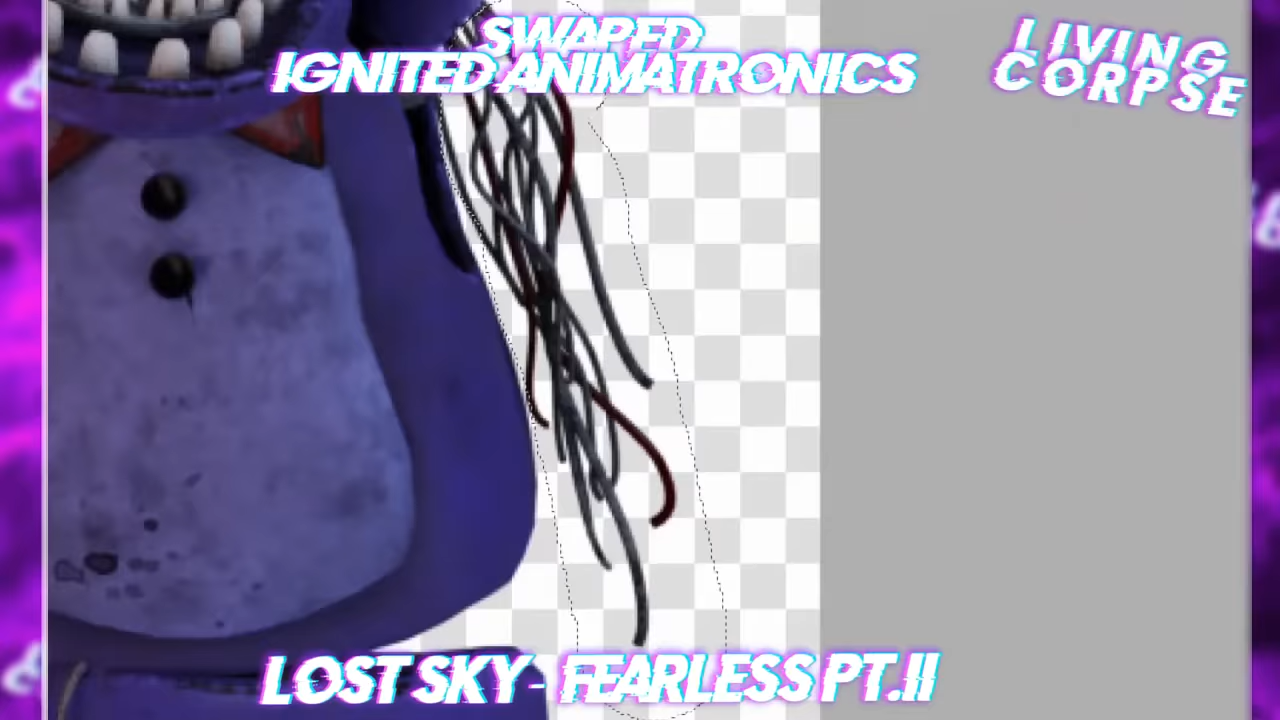 SWAPED
IGNITED ANIMATRONICS
LIVING
CORPSE
LOST SKY - FEARLESS PT.II